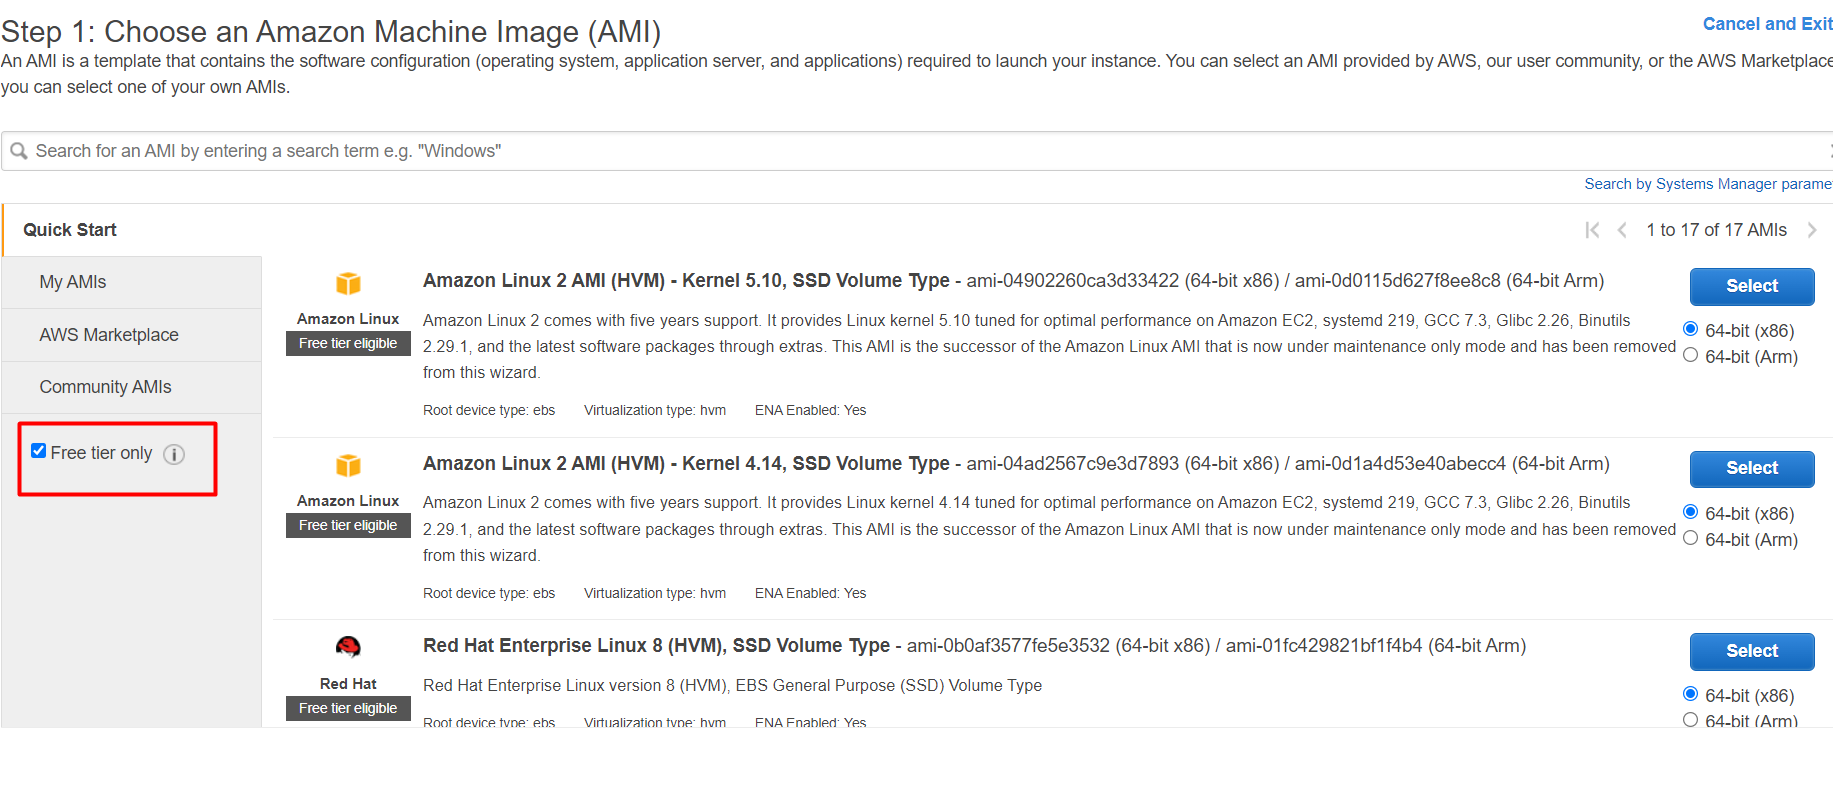 Step 1: Choose an Amazon Machine Image (AMI)
Cancel and Exit
An AMI is a template that contains the software configuration (operating system, application server, and applications) required to launch your instance. You can select an AMI provided by AWS, our user community, or the AWS Marketplace
you can select one of your own AMIs.
Search for an AMI by entering a search term e.g. "Windows"
Search by Systems Manager parame
Quick Start
1 to 17 of 17 AMIs
My AMIs
AWS Marketplace
Community AMIs
Free tier only
Amazon Linux
Free tier eligible
Amazon Linux 2 AMI (HVM) - Kernel 5.10, SSD Volume Type - ami-04902260ca3d33422 (64-bit x86) / ami-0d0115d627f8ee8c8 (64-bit Arm)
Amazon Linux 2 comes with five years support. It provides Linux kernel 5.10 tuned for optimal performance on Amazon EC2, systemd 219, GCC 7.3, Glibc 2.26, Binutils
2.29.1, and the latest software packages through extras. This AMI is the successor of the Amazon Linux AMI that is now under maintenance only mode and has been removed
from this wizard.
Root device type: ebs Virtualization type: hvm ENA Enabled: Yes
Select
64-bit (x86)
64-bit (Arm)
Amazon Linux
Free tier eligible
Amazon Linux 2 AMI (HVM) - Kernel 4.14, SSD Volume Type - ami-04ad2567c9e3d7893 (64-bit x86) / ami-0d1a4d53e40abecc4 (64-bit Arm)
Amazon Linux 2 comes with five years support. It provides Linux kernel 4.14 tuned for optimal performance on Amazon EC2, systemd 219, GCC 7.3, Glibc 2.26, Binutils
2.29.1, and the latest software packages through extras. This AMI is the successor of the Amazon Linux AMI that is now under maintenance only mode and has been removed
from this wizard.
Root device type: ebs Virtualization type: hvm ENA Enabled: Yes
Select
64-bit (x86)
64-bit (Arm)
Red Hat
Free tier eligible
Red Hat Enterprise Linux 8 (HVM), SSD Volume Type - ami-0b0af3577fe5e3532 (64-bit x86) / ami-01fc429821bf1f4b4 (64-bit Arm)
Red Hat Enterprise Linux version 8 (HVM), EBS General Purpose (SSD) Volume Type
Root device type: ebs Virtualization type: hvm ENA Enabled: Yes
Select
64-bit (x86)
64-bit (Arm)